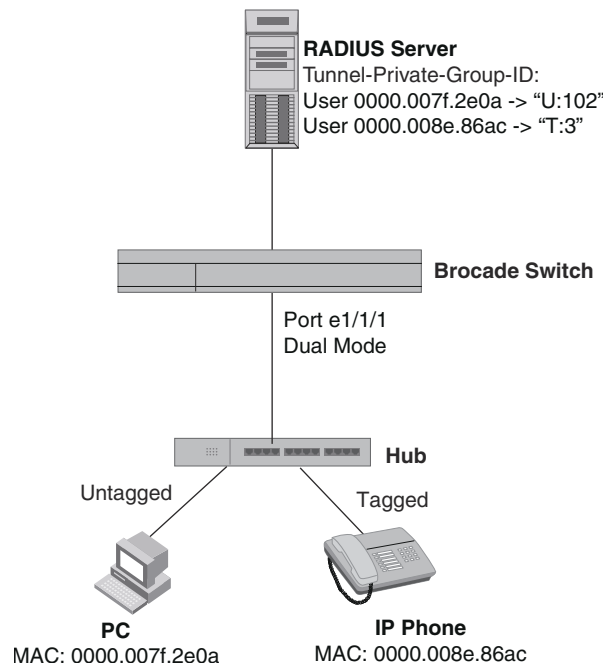 RADIUS Server
Tunnel-Private-Group-ID:
User 0000.007f.2e0a -> “U:102”
User 0000.008e.86ac -> “T:3”
Brocade Switch
Port e1/1/1
Dual Mode
Hub
Untagged
Tagged
PC
MAC: 0000.007f.2e0a
IP Phone
MAC: 0000.008e.86ac